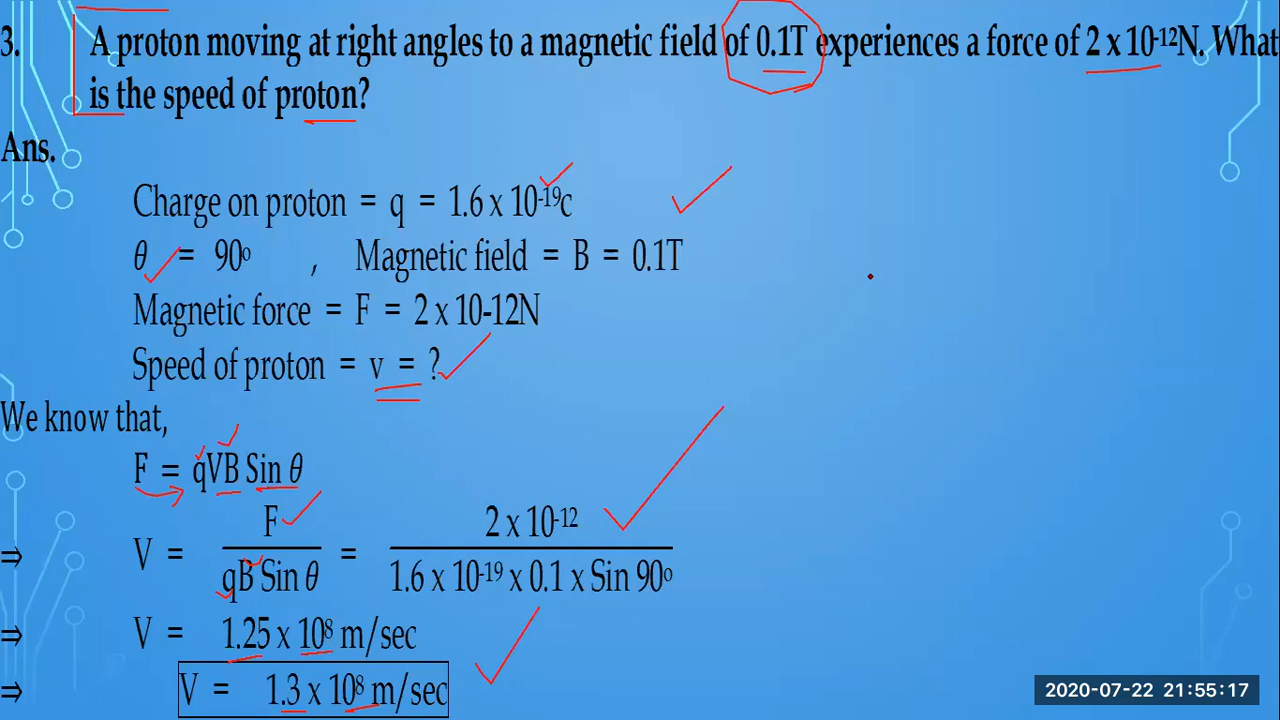 3. A proton moving at right angles to a magnetic field of 0.1T experiences a force of 2 x 10⁻¹²N. What
is the speed of proton?
Ans.
Charge on proton = q = 1.6 x 10⁻¹⁹c
θ = 90⁰ , Magnetic field = B = 0.1T
Magnetic force = F = 2 x 10-12N
Speed of proton = v = ?
We know that,
F = qVB Sin θ
⇒ V = F / qB Sin θ = 2 x 10⁻¹² / 1.6 x 10⁻¹⁹ x 0.1 x Sin 90⁰
⇒ V = 1.25 x 10⁸ m/sec
⇒ V = 1.3 x 10⁸ m/sec
2020-07-22 21:55:17